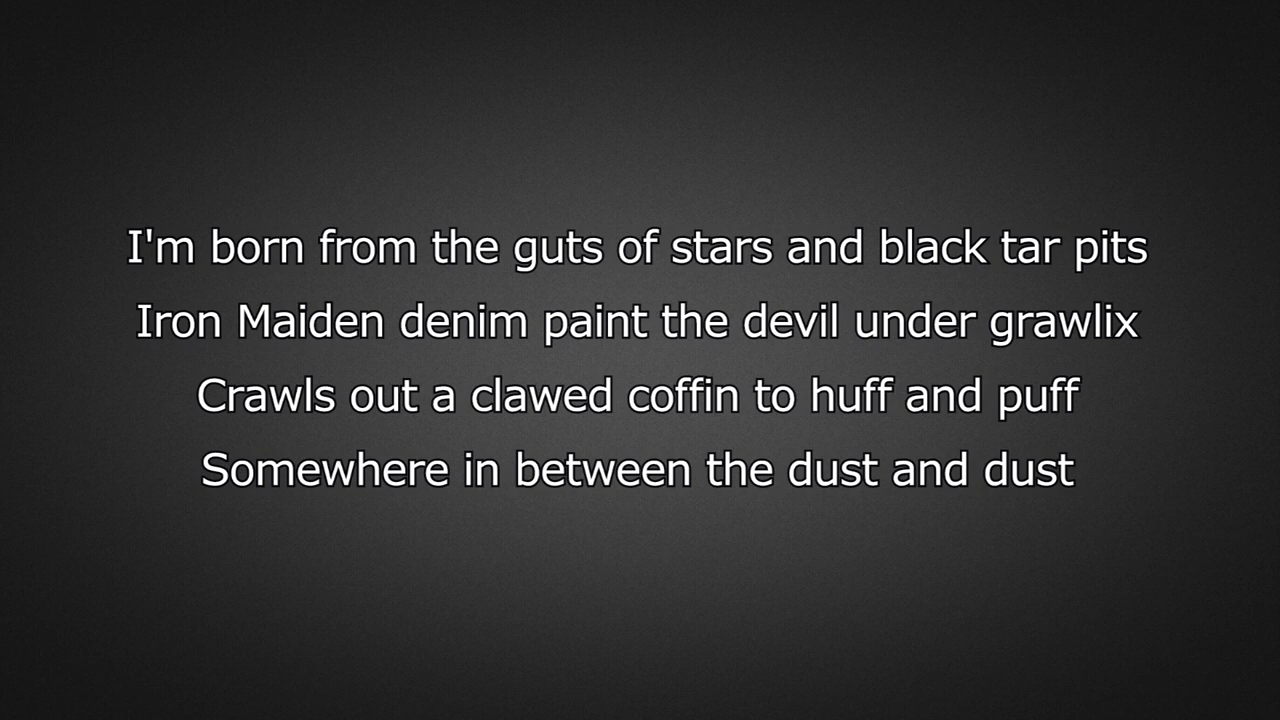 I'm born from the guts of stars and black tar pits
Iron Maiden denim paint the devil under grawlix
Crawls out a clawed coffin to huff and puff
Somewhere in between the dust and dust